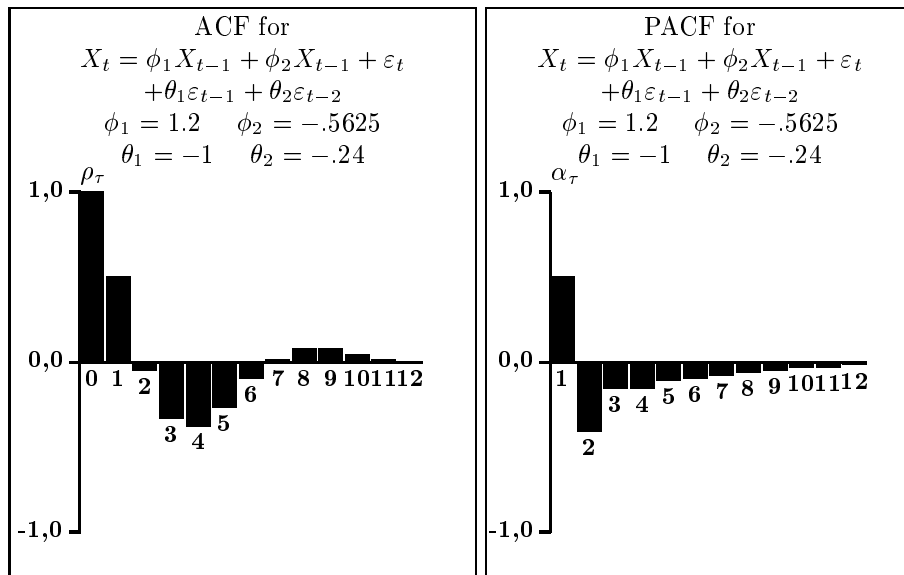 ACF for
X_t = φ_1X_{t−1} + φ_2X_{t−1} + ε_t
+θ_1ε_{t−1} + θ_2ε_{t−2}
φ_1 = 1.2 φ_2 = −.5625
θ_1 = −1 θ_2 = −.24
ρ_τ
1,0
0,0
0 1 2 3 4 5 6 7 8 9 10 11 12
-1,0
PACF for
X_t = φ_1X_{t−1} + φ_2X_{t−1} + ε_t
+θ_1ε_{t−1} + θ_2ε_{t−2}
φ_1 = 1.2 φ_2 = −.5625
θ_1 = −1 θ_2 = −.24
α_τ
1,0
0,0
1 2 3 4 5 6 7 8 9 10 11 12
-1,0